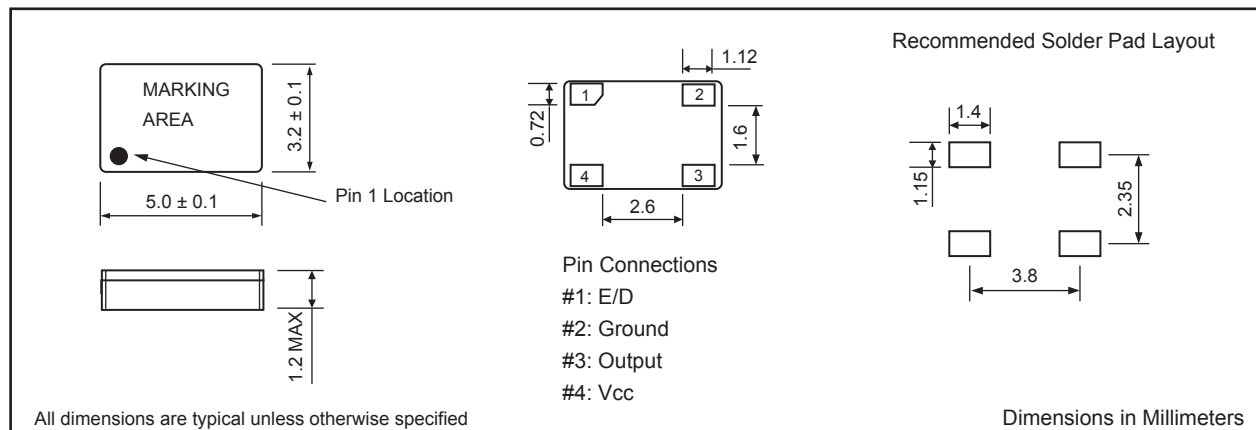 Recommended Solder Pad Layout
MARKING
AREA
3.2 ± 0.1
Pin 1 Location
5.0 ± 0.1
1.2 MAX
1.12
1
2
0.72
1.6
4
3
2.6
1.4
1.15
2.35
3.8
Pin Connections
#1: E/D
#2: Ground
#3: Output
#4: Vcc
All dimensions are typical unless otherwise specified
Dimensions in Millimeters